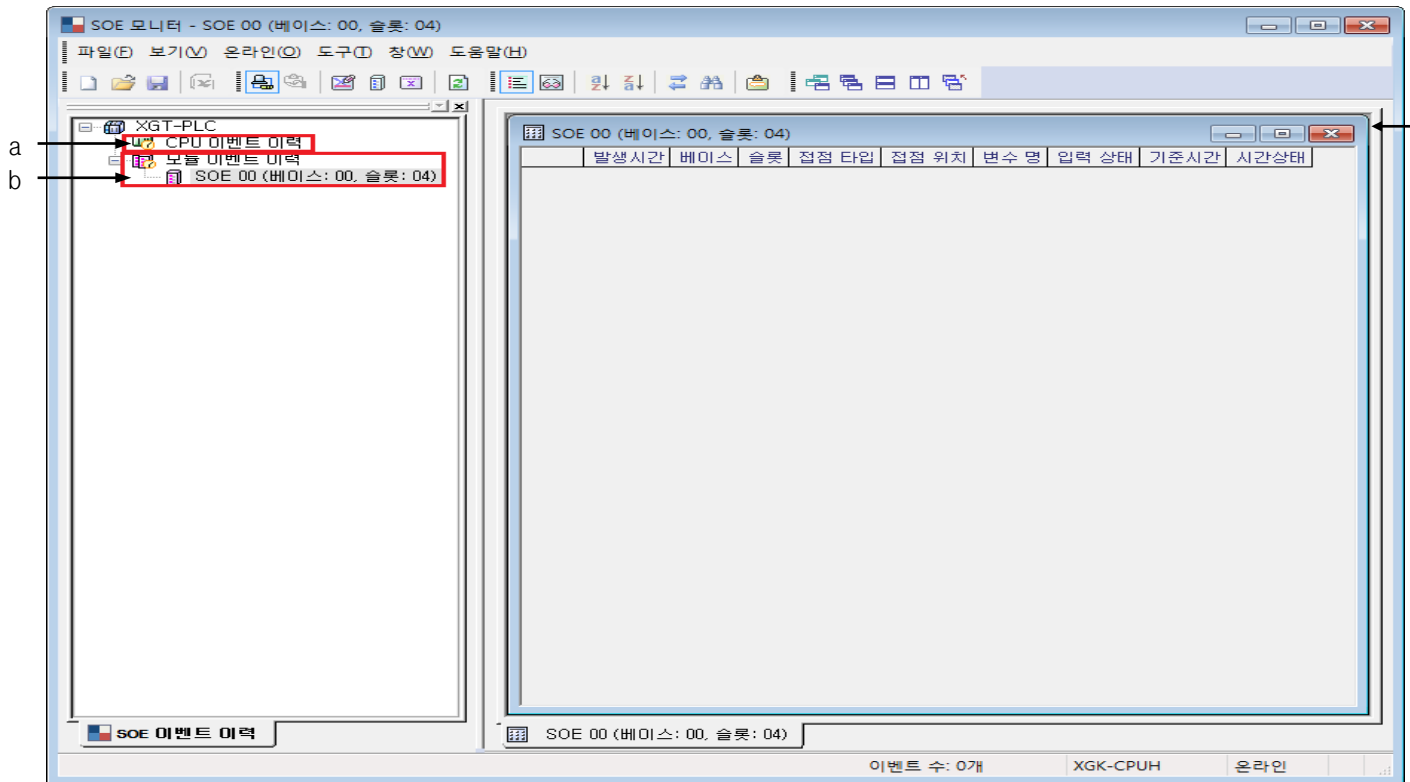 SOE 모니터 - SOE 00 (베이스: 00, 슬롯: 04)
파일(F) 보기(V) 온라인(O) 도구(T) 창(W) 도움말(H)
XGT-PLC
a
CPU 이벤트 이력
모듈 이벤트 이력
b
SOE 00 (베이스: 00, 슬롯: 04)
SOE 이벤트 이력
SOE 00 (베이스: 00, 슬롯: 04)
발생시간 베이스 슬롯 접점 타입 접점 위치 변수 명 입력 상태 기준시간 시간상태
SOE 00 (베이스: 00, 슬롯: 04)
이벤트 수: 0개 XGK-CPUH 온라인